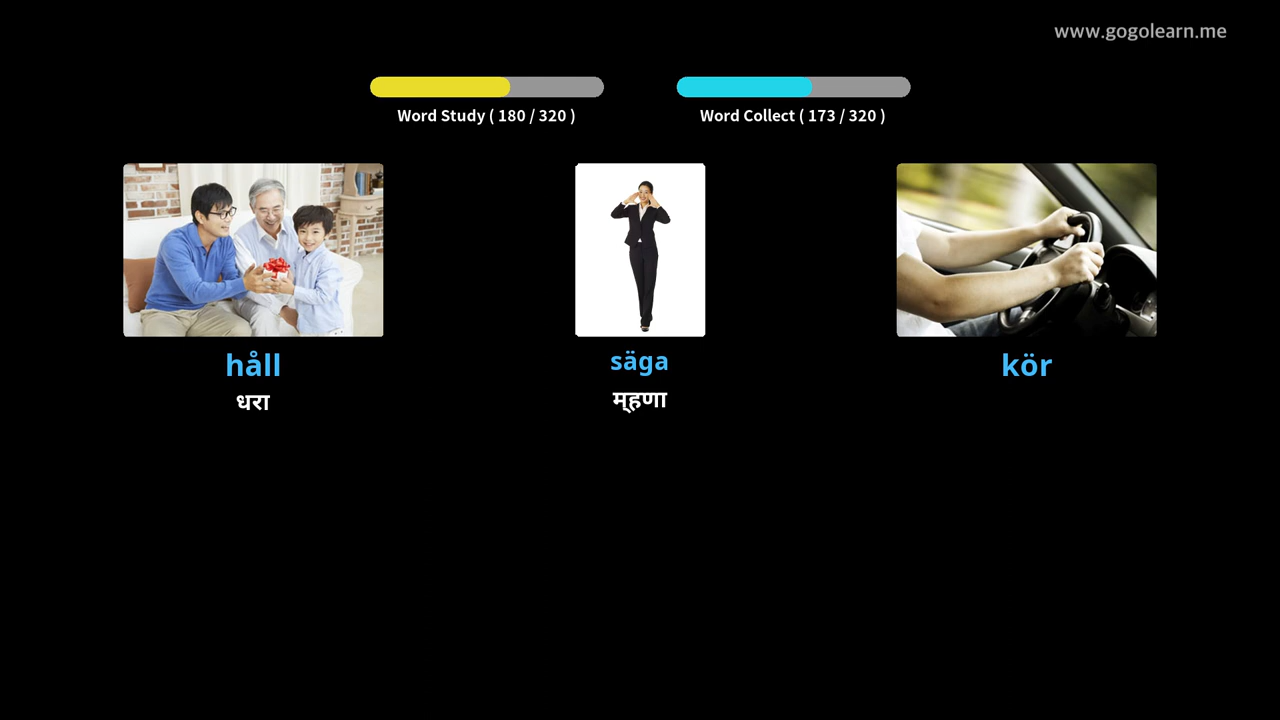 www.gogolearn.me
Word Study ( 180 / 320 )
Word Collect ( 173 / 320 )
håll
säga
kör
धरा
म्हणा